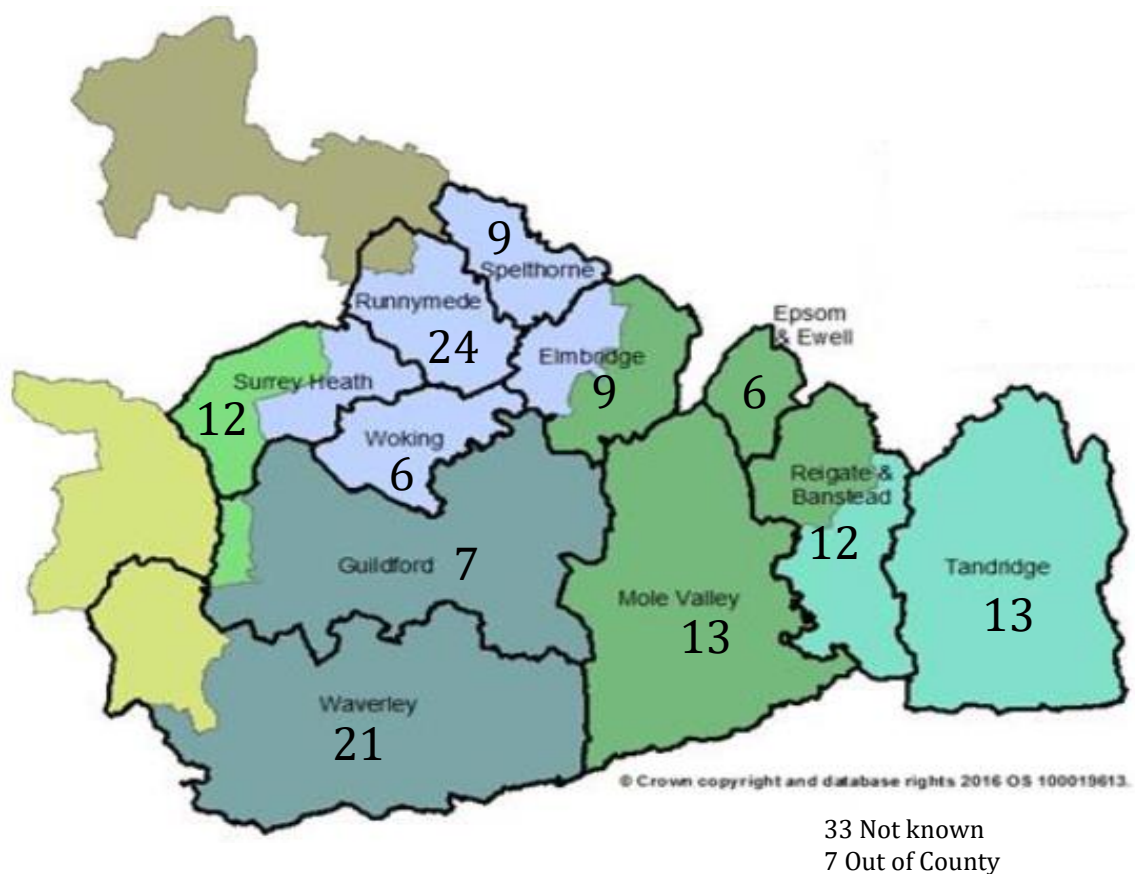 9
Spelthorne
Runnymede
24
Epsom
& Ewell
Elmbridge
9
6
Surrey Heath
12
Woking
6
Reigate &
Banstead
12
Guildford 7
Mole Valley
13
Tandridge
13
Waverley
21
© Crown copyright and database rights 2016 OS 100019613.
33 Not known
7 Out of County